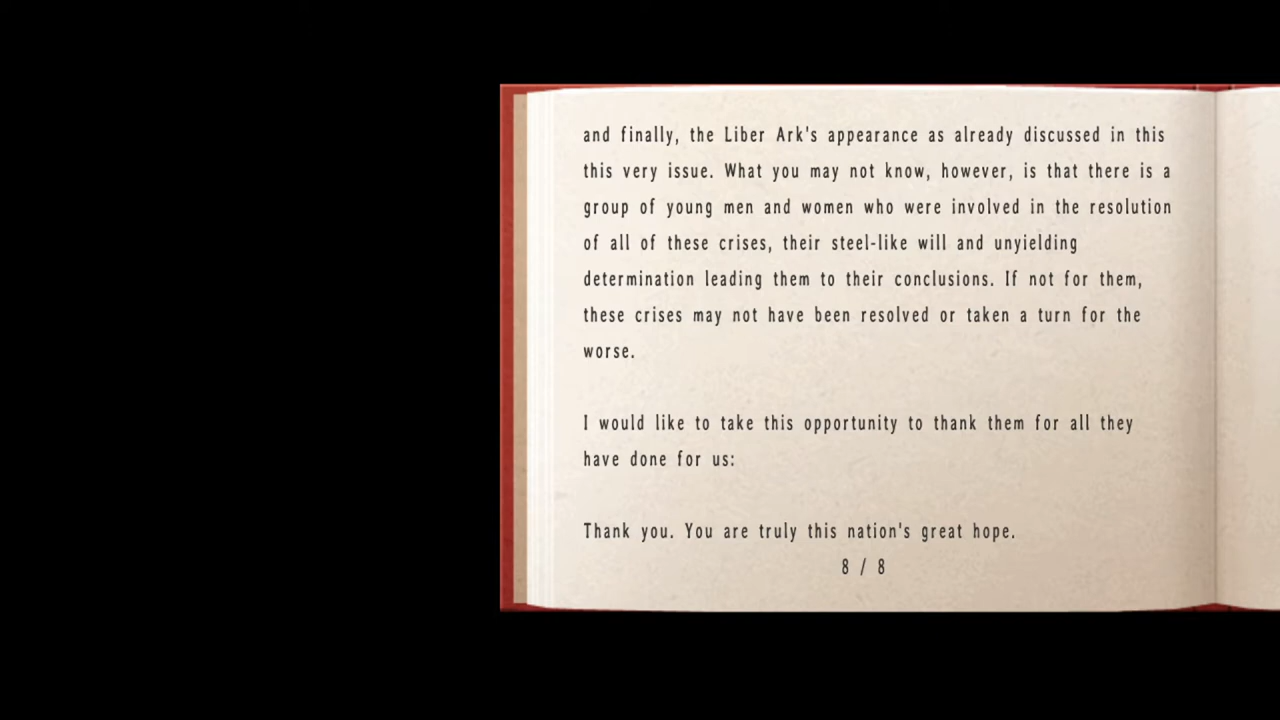 and finally, the Liber Ark's appearance as already discussed in this
this very issue. What you may not know, however, is that there is a
group of young men and women who were involved in the resolution
of all of these crises, their steel-like will and unyielding
determination leading them to their conclusions. If not for them,
these crises may not have been resolved or taken a turn for the
worse.
I would like to take this opportunity to thank them for all they
have done for us:
Thank you. You are truly this nation's great hope.
8 / 8